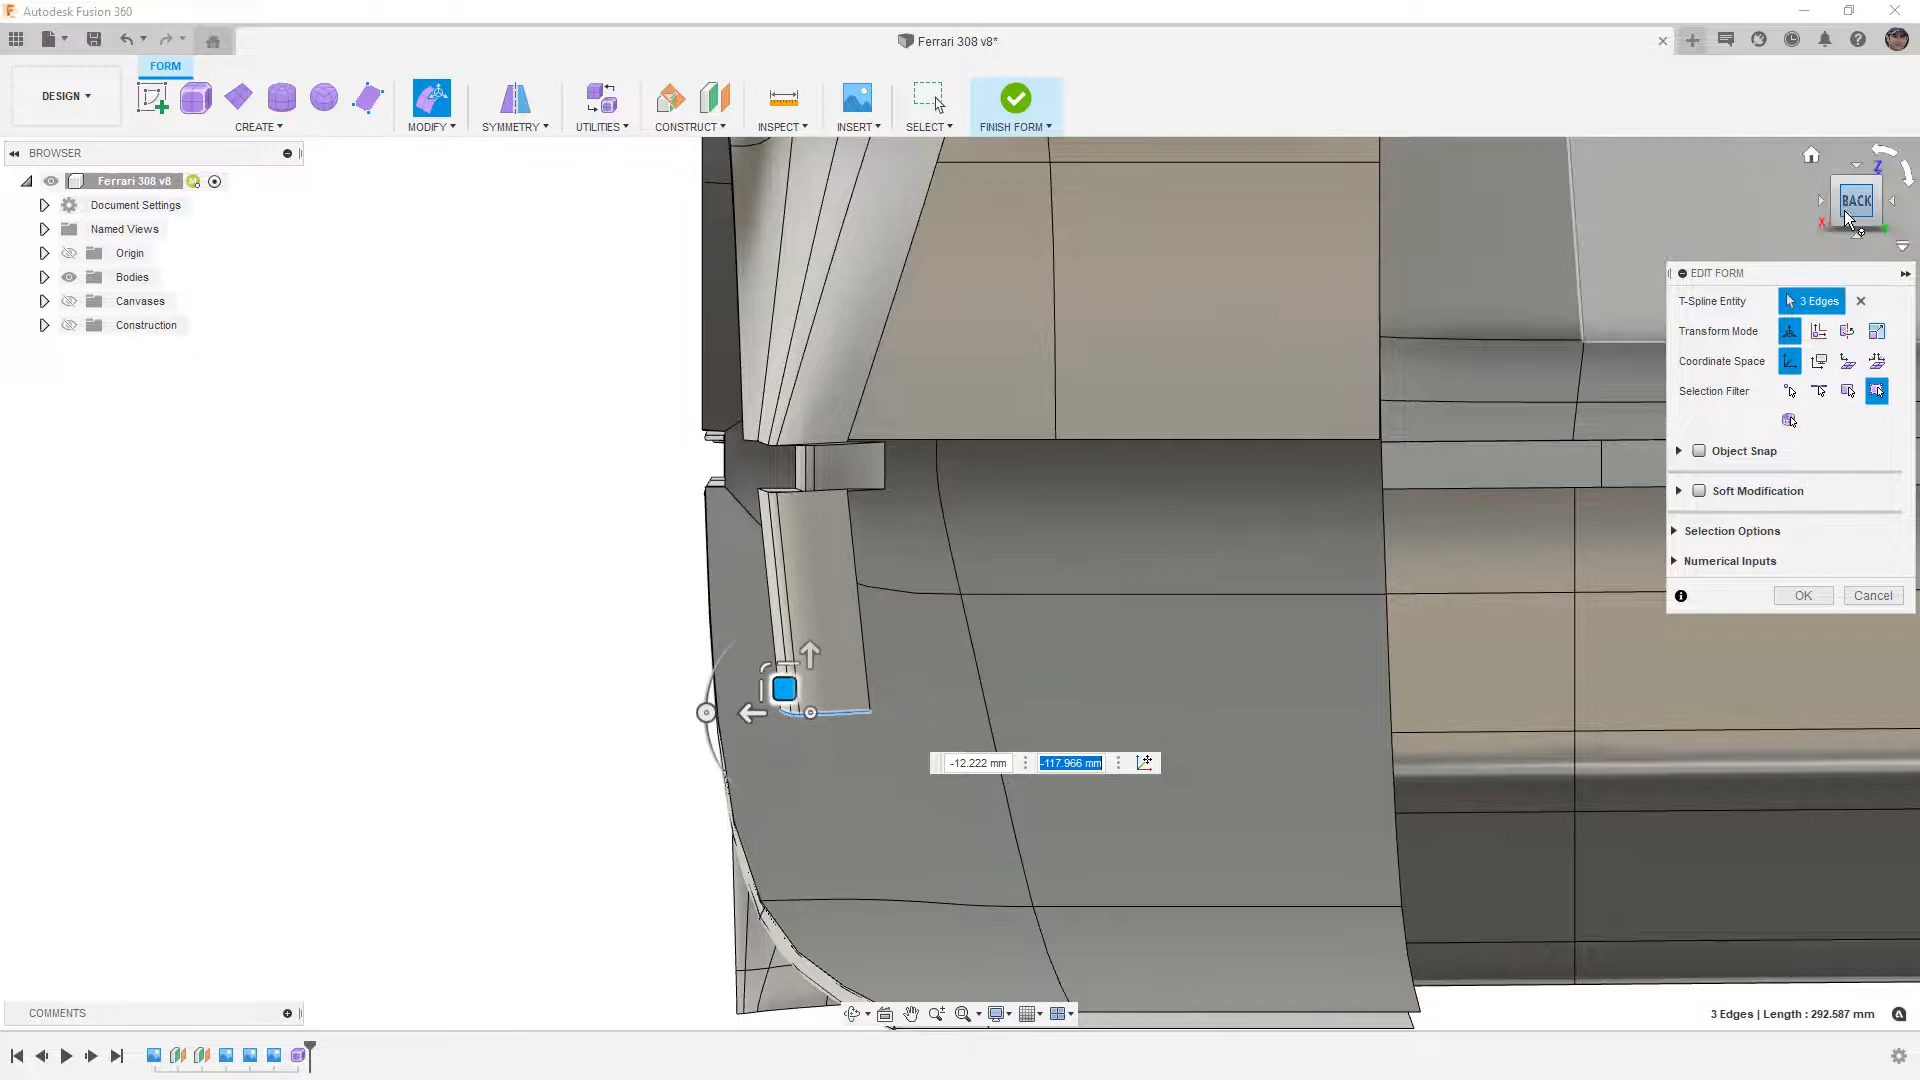 Autodesk Fusion 360
Ferrari 308 v8*
FORM
DESIGN
CREATE
MODIFY
SYMMETRY
UTILITIES
CONSTRUCT
INSPECT
INSERT
SELECT
FINISH FORM
BROWSER
Ferrari 308 v8
Document Settings
Named Views
Origin
Bodies
Canvases
Construction
Z
BACK
X
Y
EDIT FORM
T-Spline Entity
3 Edges
Transform Mode
Coordinate Space
Selection Filter
Object Snap
Soft Modification
Selection Options
Numerical Inputs
OK
Cancel
-12.222 mm
-117.966 mm
COMMENTS
3 Edges | Length : 292.587 mm